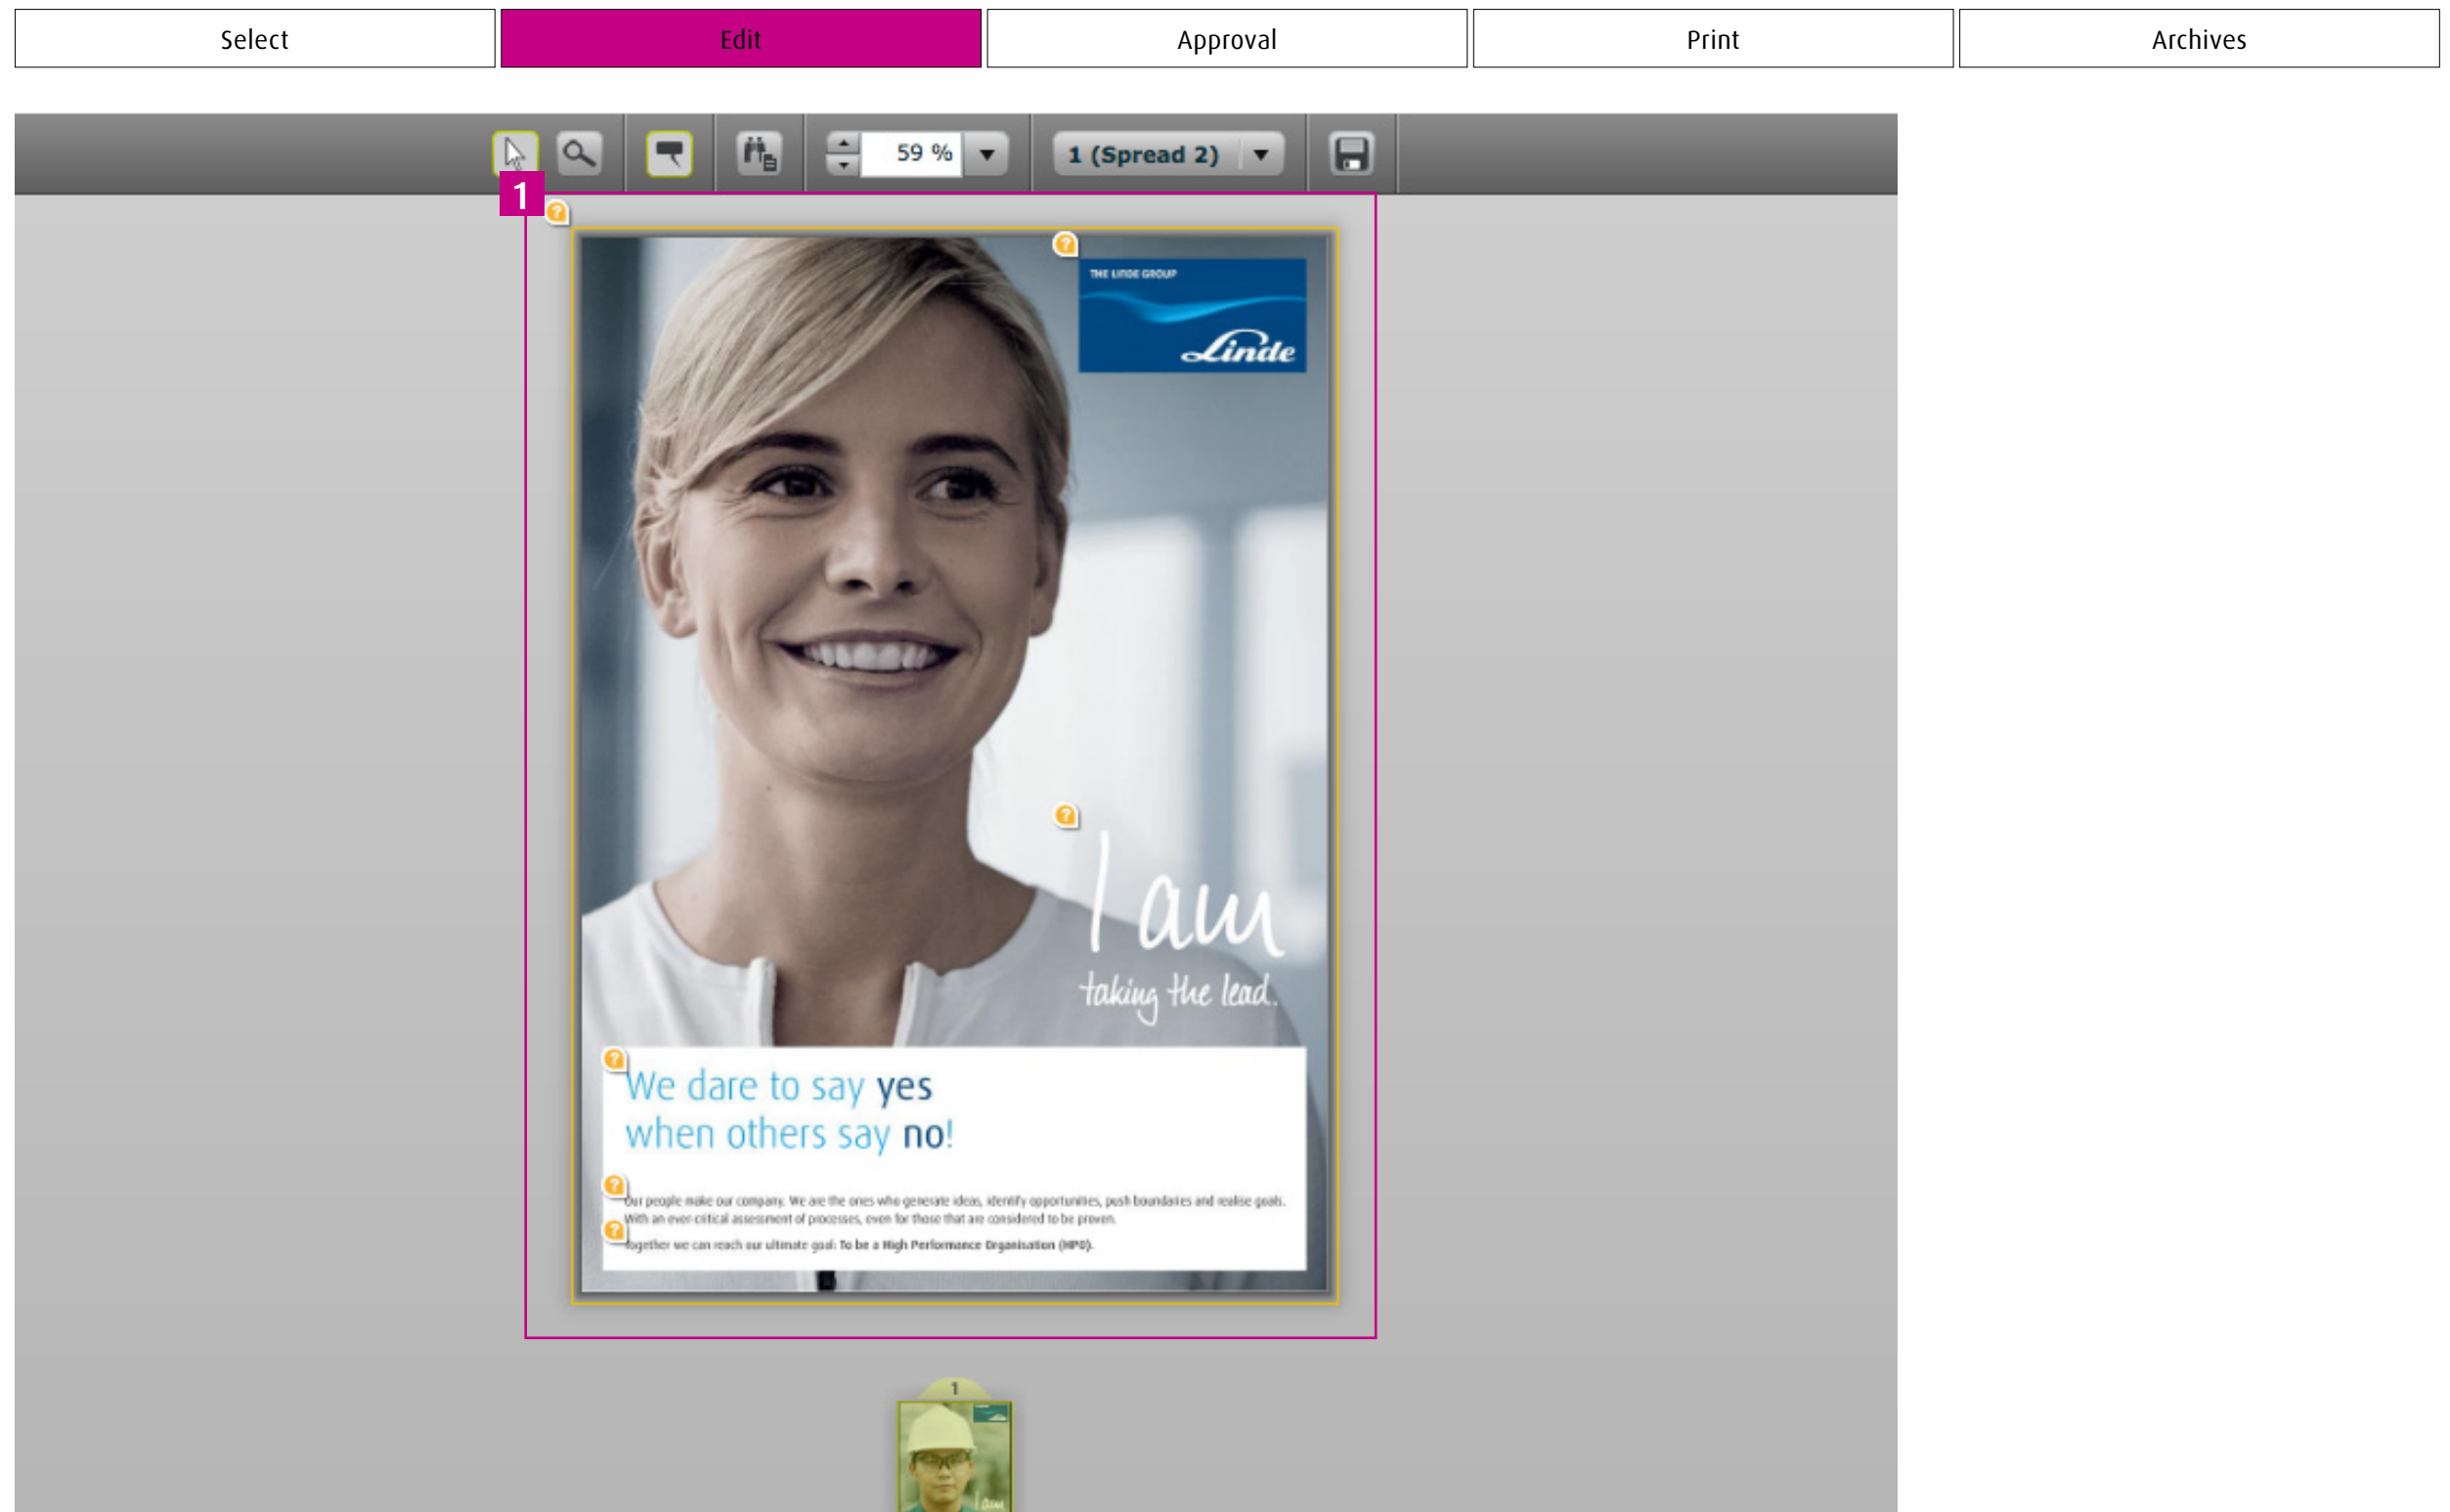 Select
Edit
Approval
Print
Archives
59 %
1 (Spread 2)
1
?
?
THE LINDE GROUP
Linde
?
I am
taking the lead.
?
We dare to say yes
when others say no!
?
Our people make our company. We are the ones who generate ideas, identify opportunities, push boundaries and realise goals.
With an ever-critical assessment of processes, even for those that are considered to be proven.
?
Together we can reach our ultimate goal: To be a High Performance Organisation (HPO).
1
I am